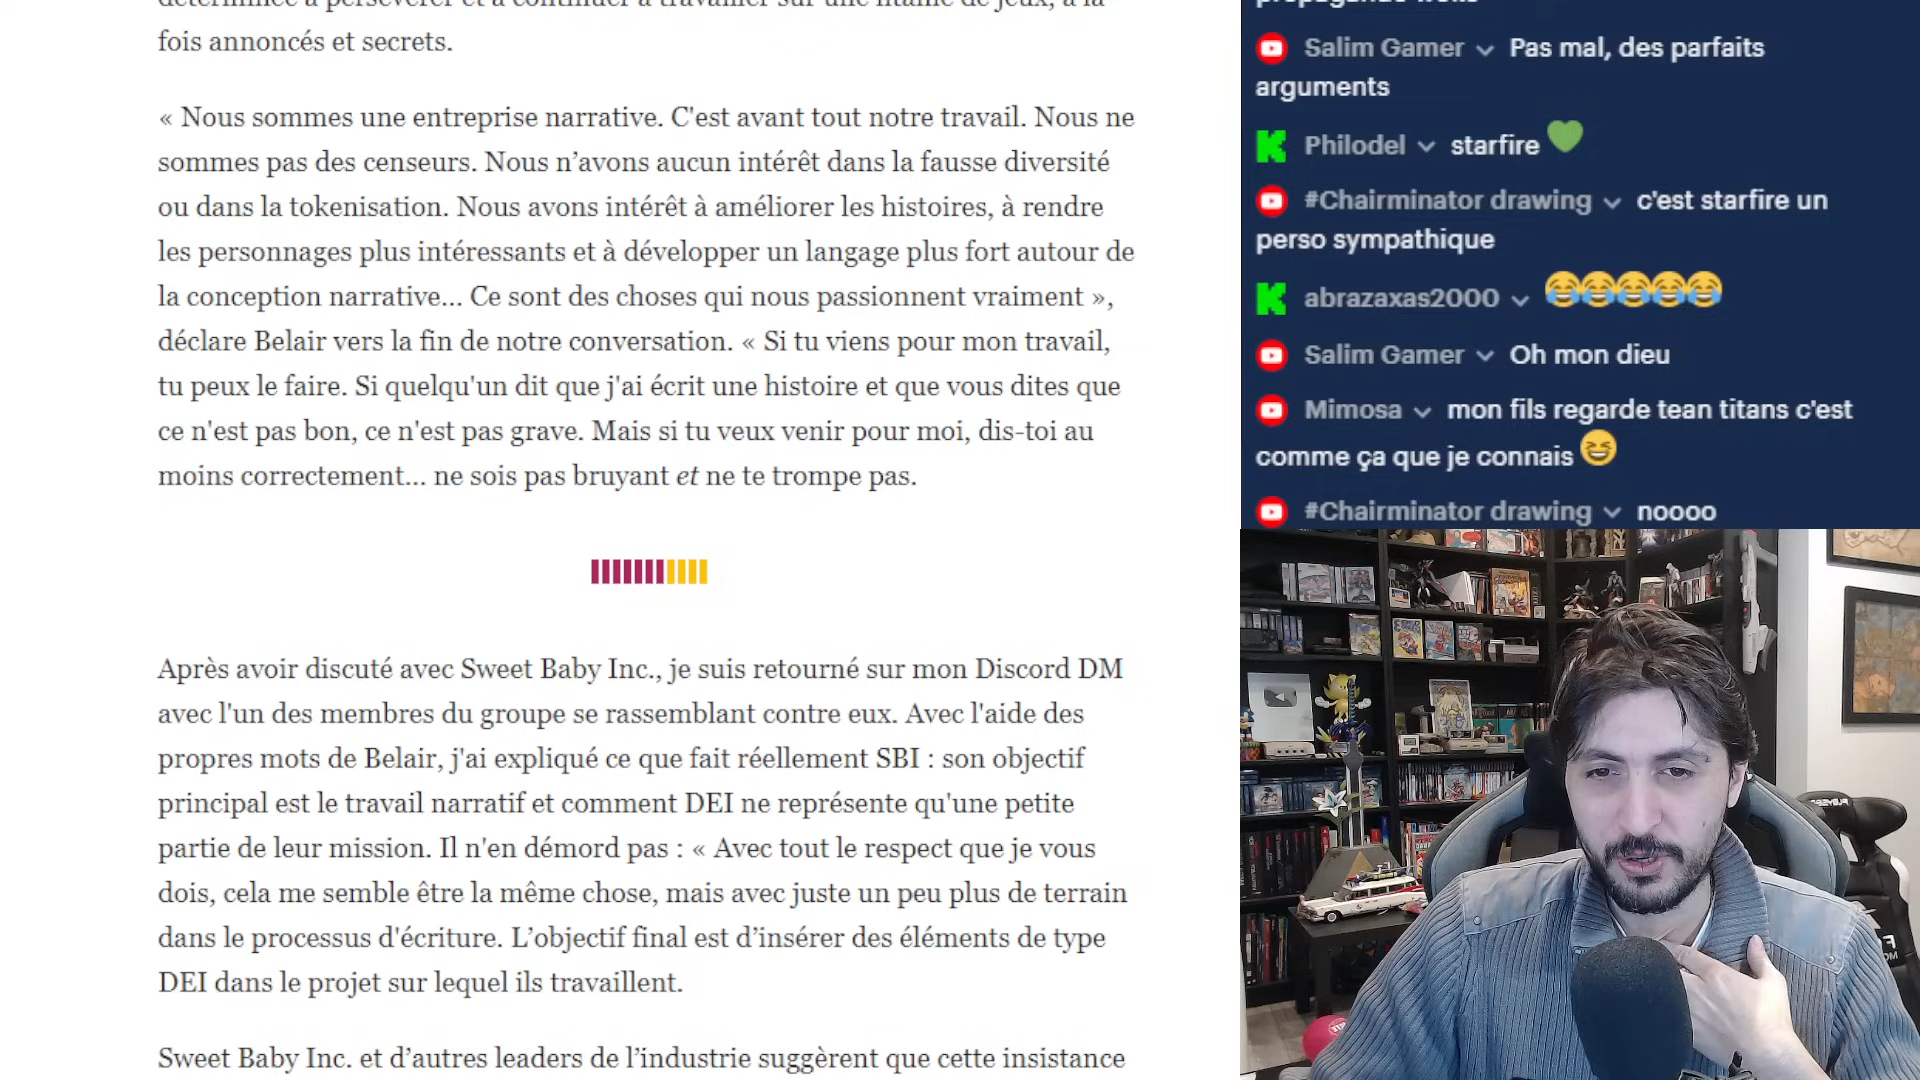 fois annoncés et secrets.
« Nous sommes une entreprise narrative. C'est avant tout notre travail. Nous ne
sommes pas des censeurs. Nous n’avons aucun intérêt dans la fausse diversité
ou dans la tokenisation. Nous avons intérêt à améliorer les histoires, à rendre
les personnages plus intéressants et à développer un langage plus fort autour de
la conception narrative... Ce sont des choses qui nous passionnent vraiment »,
déclare Belair vers la fin de notre conversation. « Si tu viens pour mon travail,
tu peux le faire. Si quelqu'un dit que j'ai écrit une histoire et que vous dites que
ce n'est pas bon, ce n'est pas grave. Mais si tu veux venir pour moi, dis-toi au
moins correctement... ne sois pas bruyant et ne te trompe pas.
Après avoir discuté avec Sweet Baby Inc., je suis retourné sur mon Discord DM
avec l'un des membres du groupe se rassemblant contre eux. Avec l'aide des
propres mots de Belair, j'ai expliqué ce que fait réellement SBI : son objectif
principal est le travail narratif et comment DEI ne représente qu'une petite
partie de leur mission. Il n'en démord pas : « Avec tout le respect que je vous
dois, cela me semble être la même chose, mais avec juste un peu plus de terrain
dans le processus d'écriture. L’objectif final est d’insérer des éléments de type
DEI dans le projet sur lequel ils travaillent.
Sweet Baby Inc. et d’autres leaders de l’industrie suggèrent que cette insistance
Salim Gamer Pas mal, des parfaits
arguments
Philodel starfire 💚
#Chairminator drawing c'est starfire un
perso sympathique
abrazaxas2000 😂😂😂😂😂
Salim Gamer Oh mon dieu
Mimosa mon fils regarde tean titans c'est
comme ça que je connais 😆
#Chairminator drawing noooo